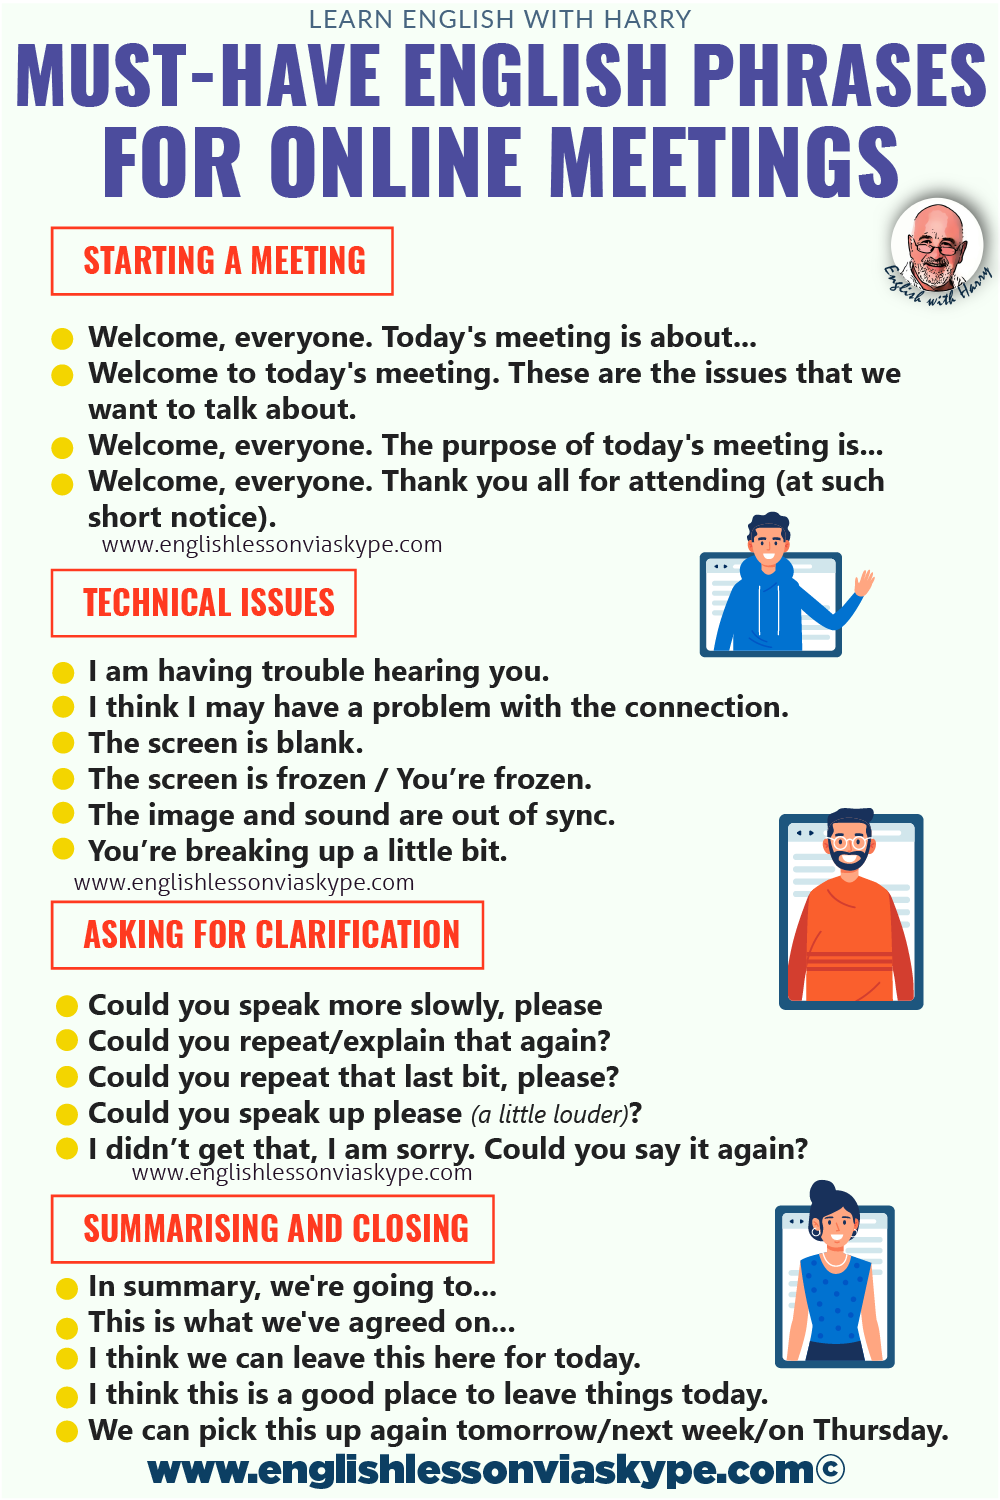 LEARN ENGLISH WITH HARRY
MUST-HAVE ENGLISH PHRASES
FOR ONLINE MEETINGS
English with Harry
STARTING A MEETING
Welcome, everyone. Today's meeting is about...
Welcome to today's meeting. These are the issues that we
want to talk about.
Welcome, everyone. The purpose of today's meeting is...
Welcome, everyone. Thank you all for attending (at such
short notice).
www.englishlessonviaskype.com
TECHNICAL ISSUES
I am having trouble hearing you.
I think I may have a problem with the connection.
The screen is blank.
The screen is frozen / You’re frozen.
The image and sound are out of sync.
You’re breaking up a little bit.
www.englishlessonviaskype.com
ASKING FOR CLARIFICATION
Could you speak more slowly, please
Could you repeat/explain that again?
Could you repeat that last bit, please?
Could you speak up please (a little louder)?
I didn’t get that, I am sorry. Could you say it again?
www.englishlessonviaskype.com
SUMMARISING AND CLOSING
In summary, we're going to...
This is what we've agreed on...
I think we can leave this here for today.
I think this is a good place to leave things today.
We can pick this up again tomorrow/next week/on Thursday.
www.englishlessonviaskype.com©